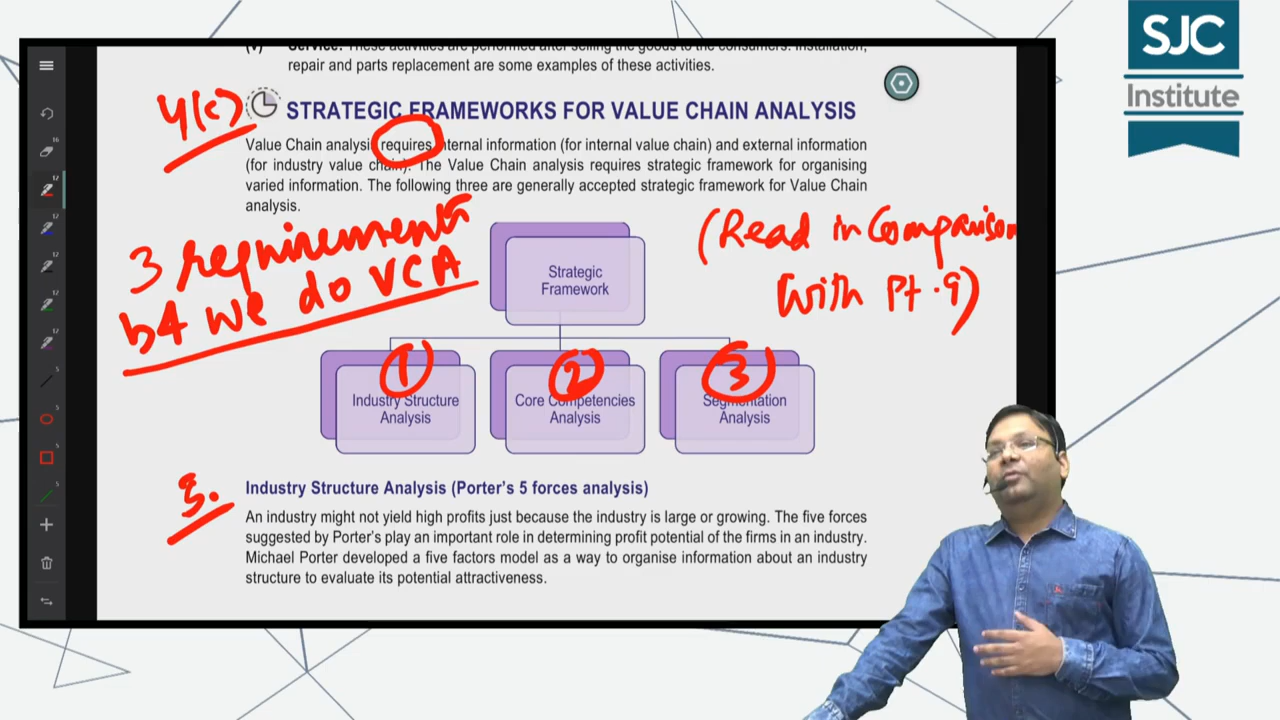 (v) Service: These activities are performed after selling the goods to the consumers. Installation,
repair and parts replacement are some examples of these activities.
4(c)
STRATEGIC FRAMEWORKS FOR VALUE CHAIN ANALYSIS
Value Chain analysis requires internal information (for internal value chain) and external information
(for industry value chain). The Value Chain analysis requires strategic framework for organising
varied information. The following three are generally accepted strategic framework for Value Chain
analysis.
3 requirements
b4 we do VCA
(Read in Comparison
with Pt. 9)
Strategic
Framework
1
2
3
Industry Structure
Analysis
Core Competencies
Analysis
Segmentation
Analysis
5.
Industry Structure Analysis (Porter's 5 forces analysis)
An industry might not yield high profits just because the industry is large or growing. The five forces
suggested by Porter's play an important role in determining profit potential of the firms in an industry.
Michael Porter developed a five factors model as a way to organise information about an industry
structure to evaluate its potential attractiveness.
SJC
Institute